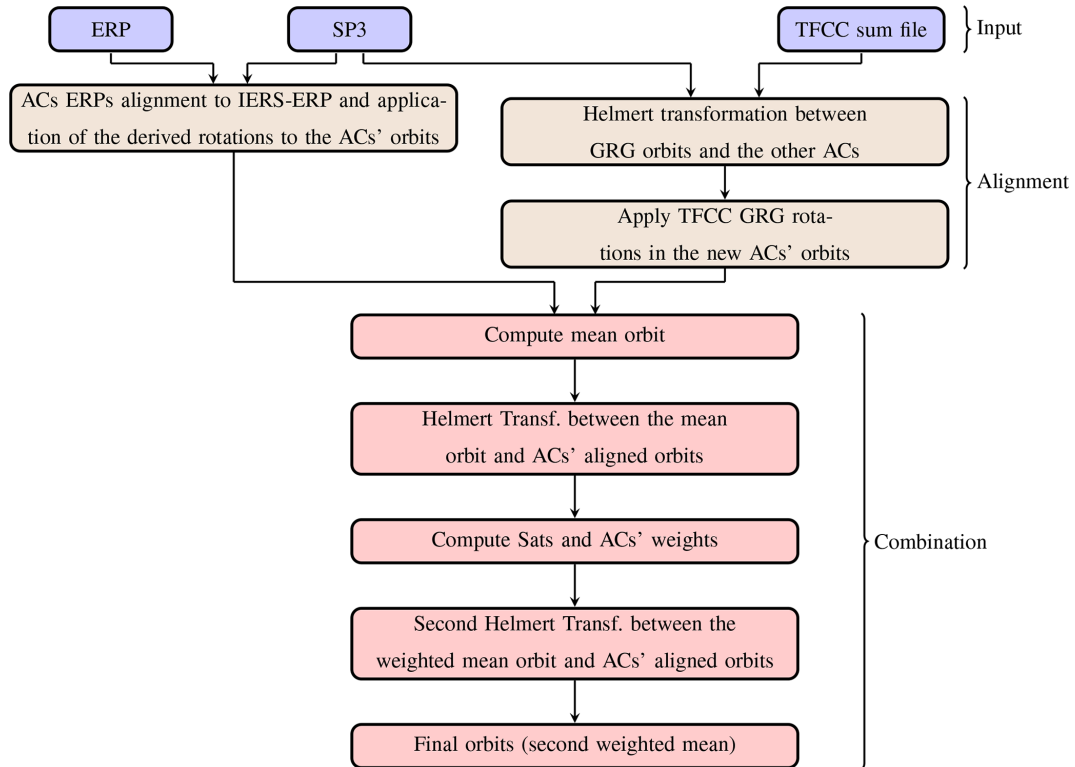 ERP
SP3
TFCC sum file
Input
ACs ERPs alignment to IERS-ERP and applica-
tion of the derived rotations to the ACs' orbits
Helmert transformation between
GRG orbits and the other ACs
Alignment
Apply TFCC GRG rota-
tions in the new ACs' orbits
Compute mean orbit
Helmert Transf. between the mean
orbit and ACs' aligned orbits
Compute Sats and ACs' weights
Combination
Second Helmert Transf. between the
weighted mean orbit and ACs' aligned orbits
Final orbits (second weighted mean)